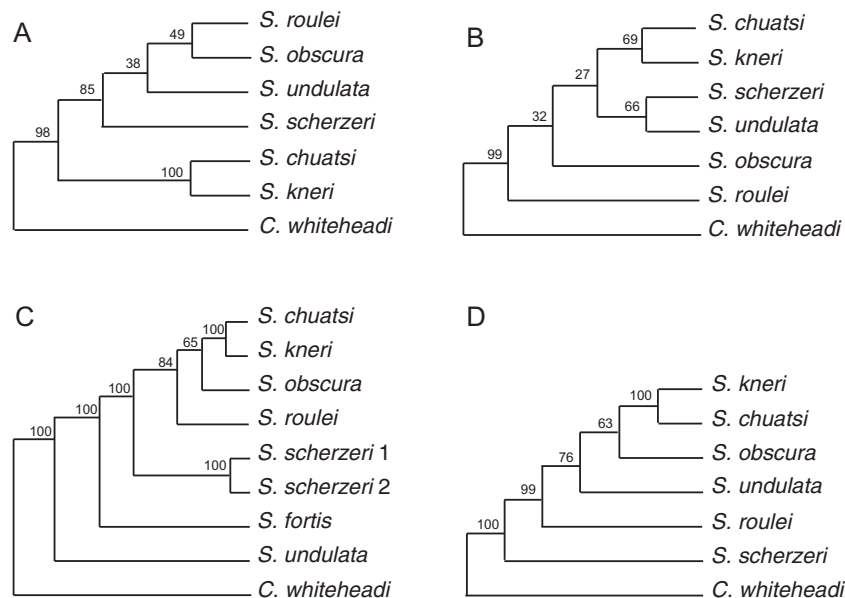 A
S. roulei
49
S. obscura
38
S. undulata
85
S. scherzeri
98
S. chuatsi
100
S. kneri
C. whiteheadi
B
S. chuatsi
69
S. kneri
27
S. scherzeri
66
S. undulata
32
S. obscura
99
S. roulei
C. whiteheadi
C
S. chuatsi
100
S. kneri
65
S. obscura
84
S. roulei
100
S. scherzeri 1
100
S. scherzeri 2
100
S. fortis
100
S. undulata
C. whiteheadi
D
S. kneri
100
S. chuatsi
63
S. obscura
76
S. undulata
99
S. roulei
100
S. scherzeri
C. whiteheadi